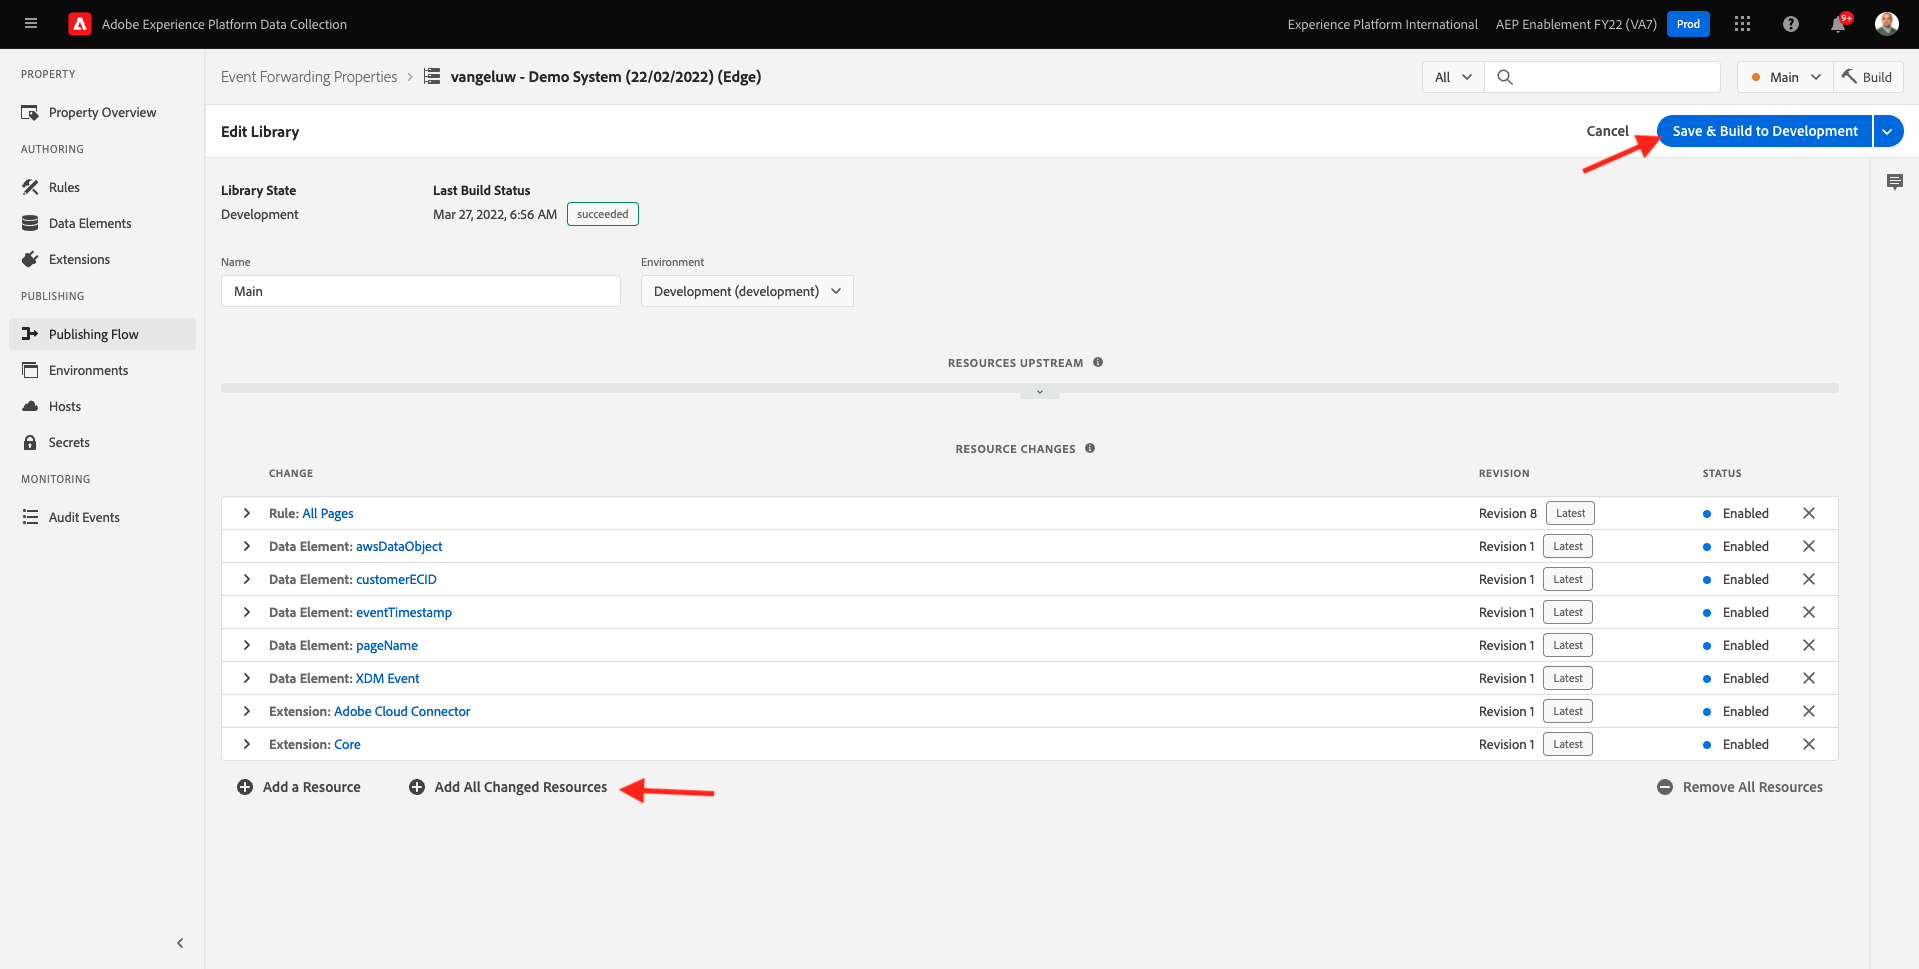 Adobe Experience Platform Data Collection
Experience Platform International
AEP Enablement FY22 (VA7)
Prod
9+
PROPERTY
Property Overview
AUTHORING
Rules
Data Elements
Extensions
PUBLISHING
Publishing Flow
Environments
Hosts
Secrets
MONITORING
Audit Events
Event Forwarding Properties
vangeluw - Demo System (22/02/2022) (Edge)
All
Main
Build
Edit Library
Cancel
Save & Build to Development
Library State
Development
Last Build Status
Mar 27, 2022, 6:56 AM succeeded
Name
Main
Environment
Development (development)
RESOURCES UPSTREAM
RESOURCE CHANGES
CHANGE REVISION STATUS
Rule: All Pages Revision 8 Latest Enabled
Data Element: awsDataObject Revision 1 Latest Enabled
Data Element: customerECID Revision 1 Latest Enabled
Data Element: eventTimestamp Revision 1 Latest Enabled
Data Element: pageName Revision 1 Latest Enabled
Data Element: XDM Event Revision 1 Latest Enabled
Extension: Adobe Cloud Connector Revision 1 Latest Enabled
Extension: Core Revision 1 Latest Enabled
Add a Resource
Add All Changed Resources
Remove All Resources